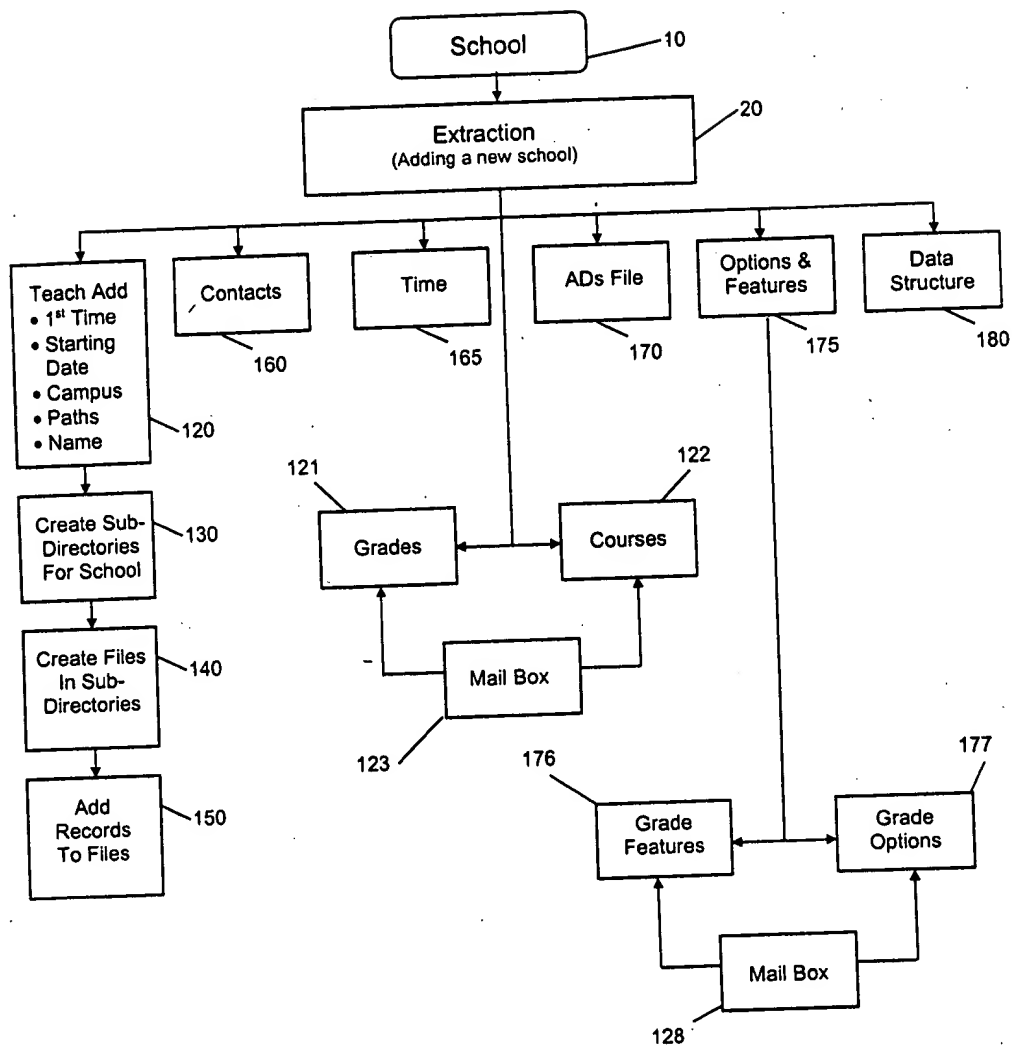 School
10
Extraction
(Adding a new school)
20
Teach Add
• 1st Time
• Starting
Date
• Campus
• Paths
• Name
120
Contacts
160
Time
165
ADs File
170
Options &
Features
175
Data
Structure
180
121
Grades
122
Courses
Mail Box
123
Create Sub-
Directories
For School
130
Create Files
In Sub-
Directories
140
Add
Records
To Files
150
176
Grade
Features
177
Grade
Options
Mail Box
128